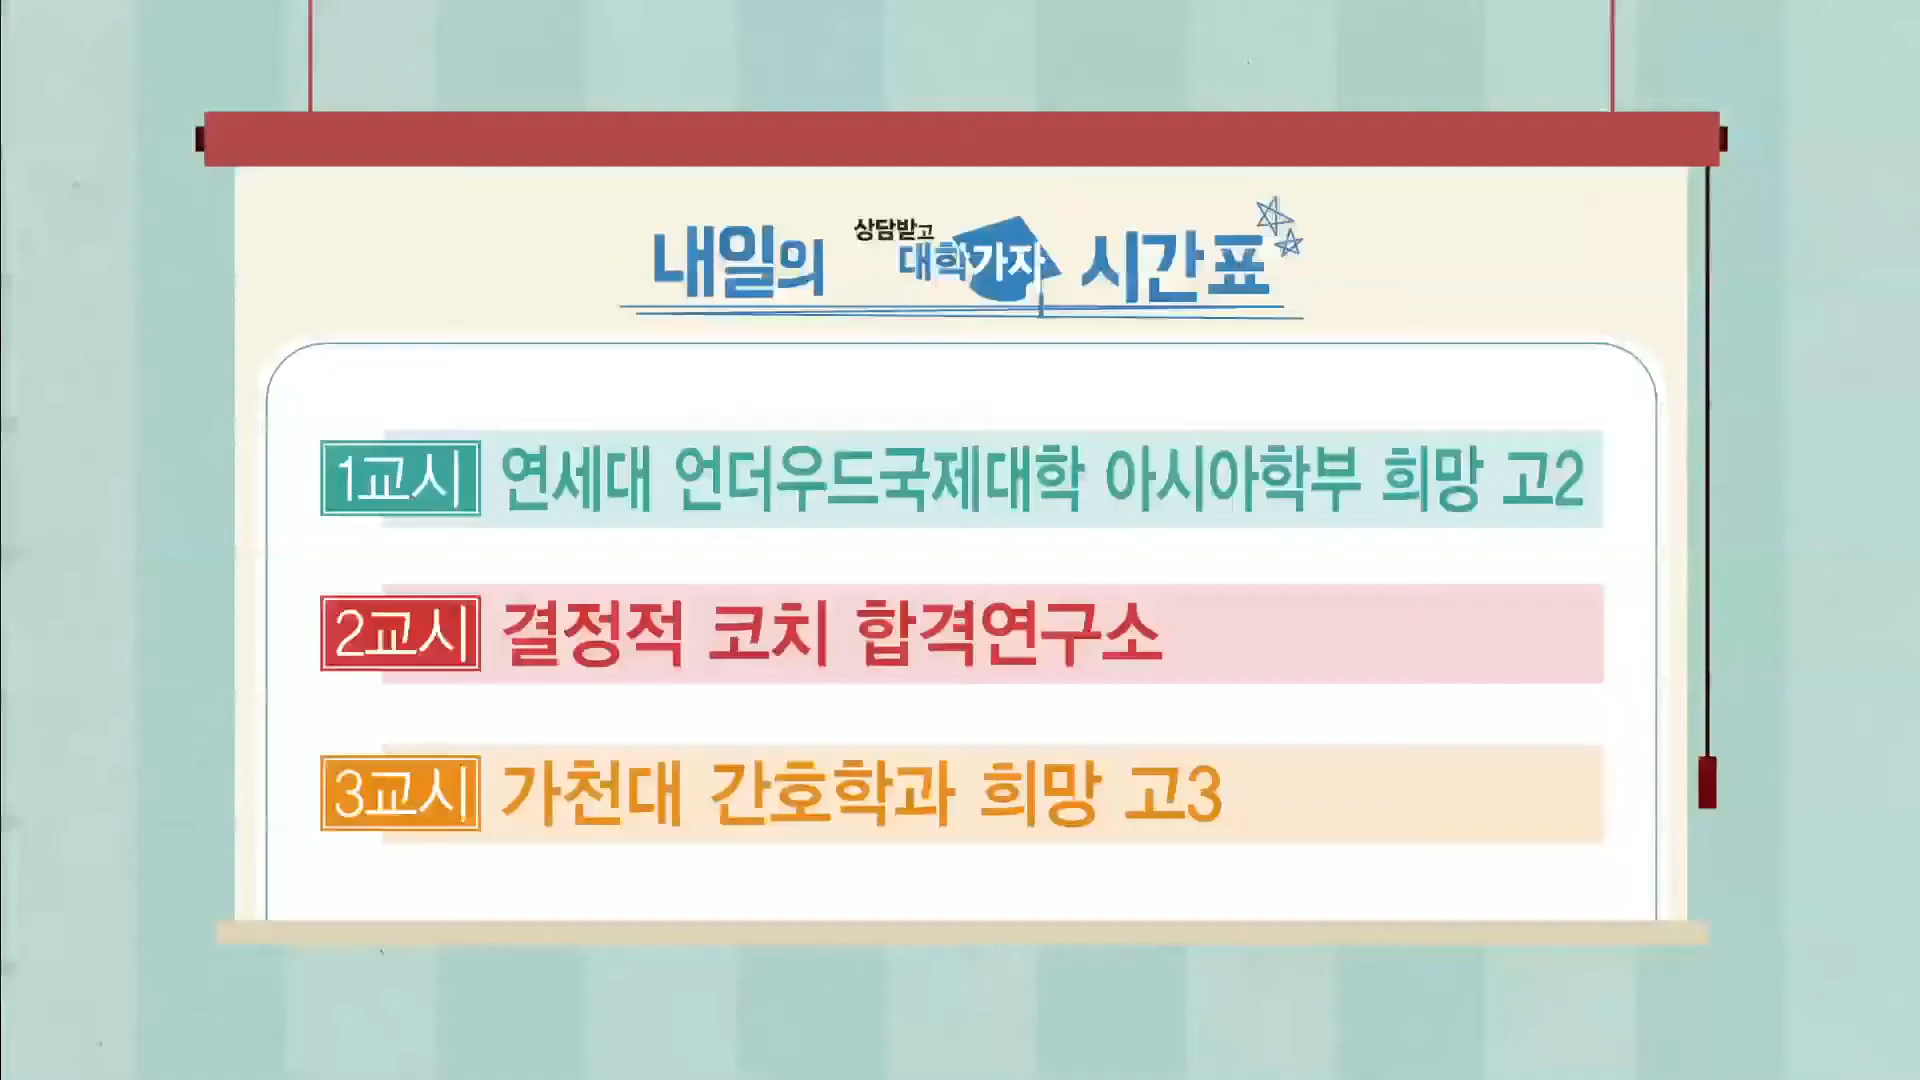 내일의 상담받고 대학가자 시간표
1교시 연세대 언더우드국제대학 아시아학부 희망 고2
2교시 결정적 코치 합격연구소
3교시 가천대 간호학과 희망 고3